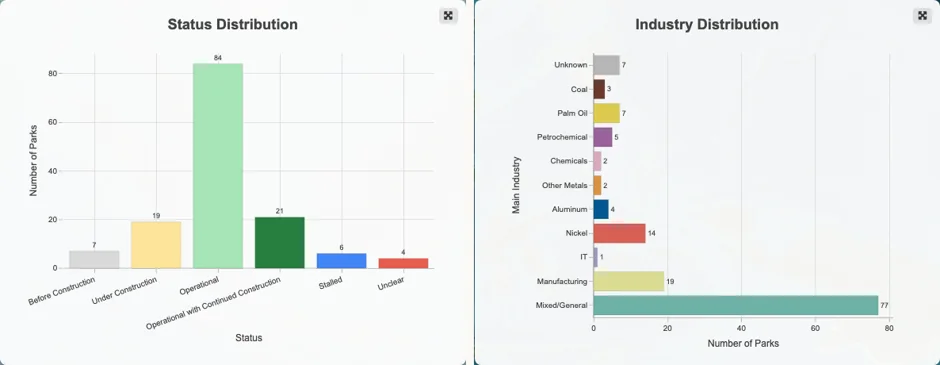 Status Distribution
Number of Parks
80
60
40
20
0
7
19
84
21
6
4
Before Construction
Under Construction
Operational
Operational with Continued Construction
Stalled
Unclear
Status
Industry Distribution
Main Industry
Unknown
7
Coal
3
Palm Oil
7
Petrochemical
5
Chemicals
2
Other Metals
2
Aluminum
4
Nickel
14
IT
1
Manufacturing
19
Mixed/General
77
0
20
40
60
80
Number of Parks